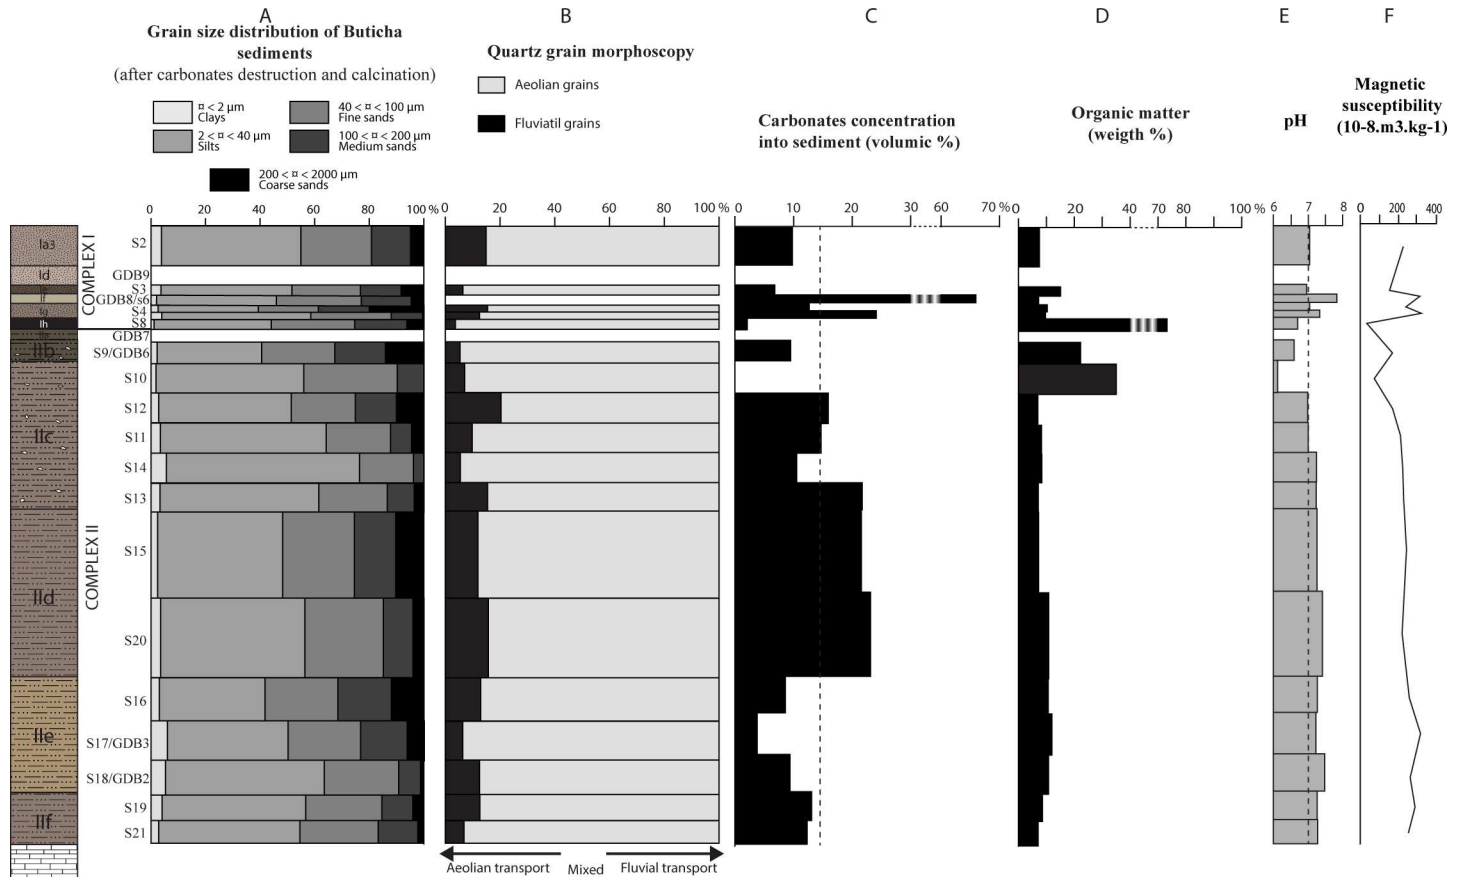 A
B
C
D
E
F
Grain size distribution of Buticha
sediments
(after carbonates destruction and calcination)
¤ < 2 µm
Clays
40 < ¤ < 100 µm
Fine sands
2 < ¤ < 40 µm
Silts
100 < ¤ < 200 µm
Medium sands
200 < ¤ < 2000 µm
Coarse sands
Quartz grain morphoscopy
Aeolian grains
Fluviatil grains
Carbonates concentration
into sediment (volumic %)
Organic matter
(weigth %)
pH
Magnetic
susceptibility
(10-8.m3.kg-1)
0 20 40 60 80 100 %
0 20 40 60 80 100 %
0 10 20 30 60 70 %
0 20 40 70 100 %
6 7 8
0 200 400
COMPLEX I
COMPLEX II
Ia3
Id
If
Ig
Ih
IIb
IIc
IId
IIe
IIf
S2
GDB9
S3
GDB8/s6
S4
S8
GDB7
S9/GDB6
S10
S12
S11
S14
S13
S15
S20
S16
S17/GDB3
S18/GDB2
S19
S21
Aeolian transport
Mixed
Fluvial transport